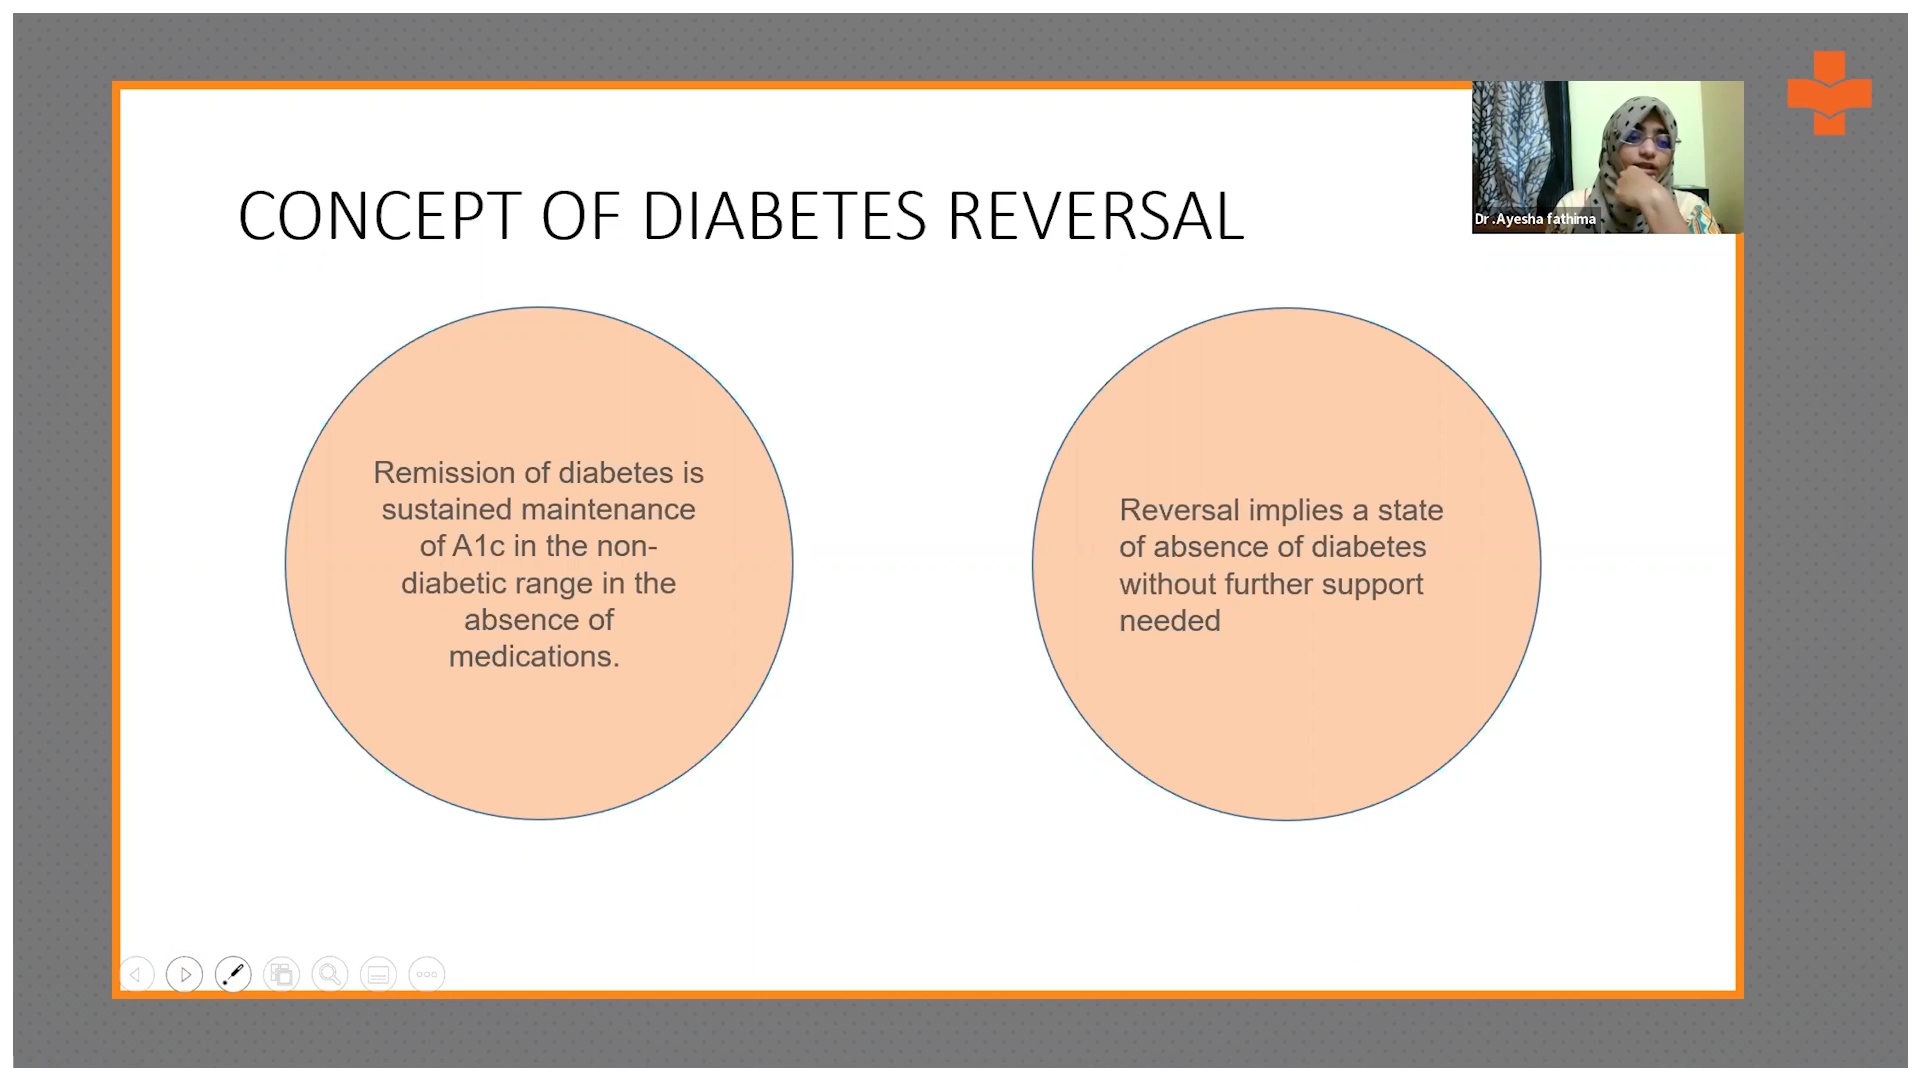 CONCEPT OF DIABETES REVERSAL
Dr .Ayesha fathima
Remission of diabetes is
sustained maintenance
of A1c in the non-
diabetic range in the
absence of
medications.
Reversal implies a state
of absence of diabetes
without further support
needed